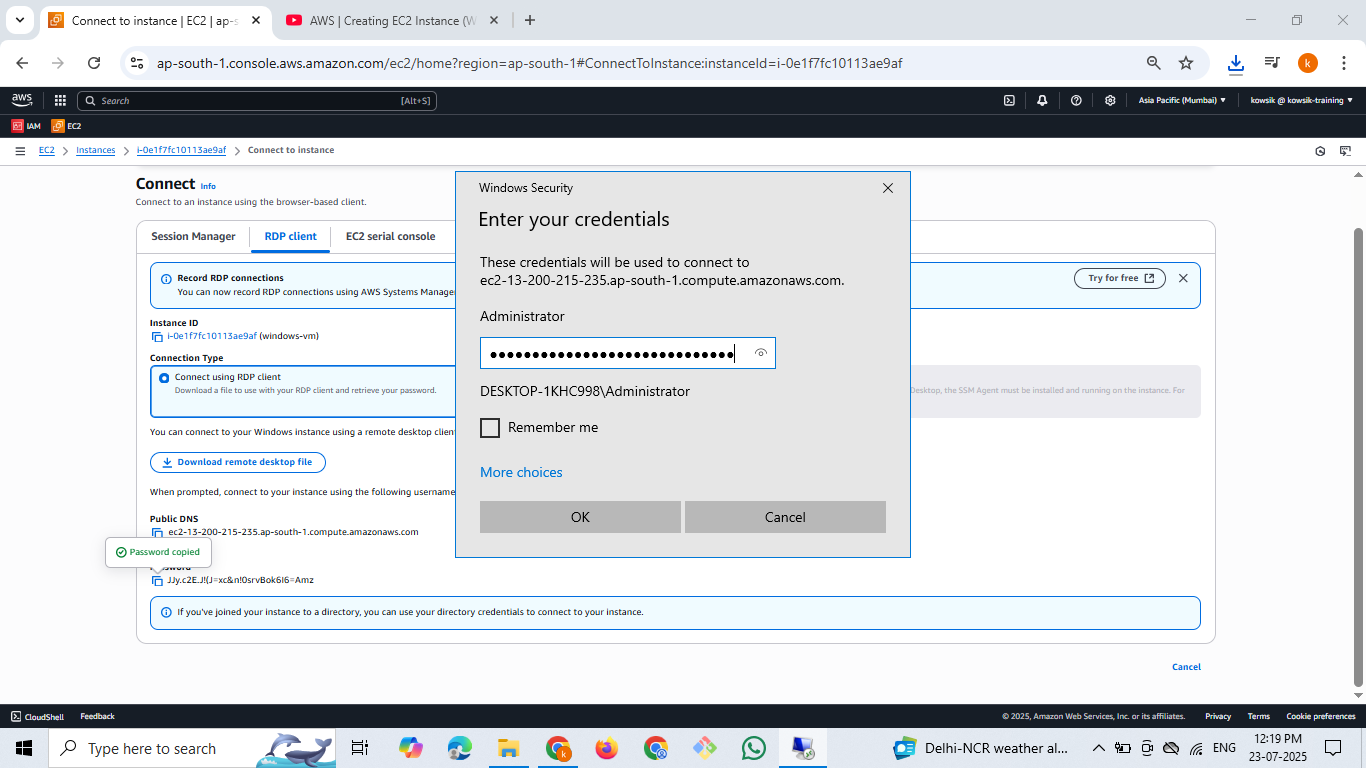 Connect to instance | EC2 | ap-s
AWS | Creating EC2 Instance (W
ap-south-1.console.aws.amazon.com/ec2/home?region=ap-south-1#ConnectToInstance:instanceId=i-0e1f7fc10113ae9af
k
aws
Search
[Alt+S]
Asia Pacific (Mumbai)
kowsik @ kowsik-training
IAM
EC2
EC2
Instances
i-0e1f7fc10113ae9af
Connect to instance
Connect Info
Connect to an instance using the browser-based client.
Session Manager
RDP client
EC2 serial console
Record RDP connections
You can now record RDP connections using AWS Systems Manager
Try for free
Instance ID
i-0e1f7fc10113ae9af (windows-vm)
Connection Type
Connect using RDP client
Download a file to use with your RDP client and retrieve your password.
Desktop, the SSM Agent must be installed and running on the instance. For
You can connect to your Windows instance using a remote desktop client
Download remote desktop file
When prompted, connect to your instance using the following username
Public DNS
ec2-13-200-215-235.ap-south-1.compute.amazonaws.com
Password copied
Password
JJy.c2E.J!(J=xc&n!0srvBok6I6=Amz
If you've joined your instance to a directory, you can use your directory credentials to connect to your instance.
Cancel
Windows Security
Enter your credentials
These credentials will be used to connect to
ec2-13-200-215-235.ap-south-1.compute.amazonaws.com.
Administrator
DESKTOP-1KHC998\Administrator
Remember me
More choices
OK
Cancel
CloudShell
Feedback
© 2025, Amazon Web Services, Inc. or its affiliates.
Privacy
Terms
Cookie preferences
Type here to search
Delhi-NCR weather al...
ENG
12:19 PM
23-07-2025